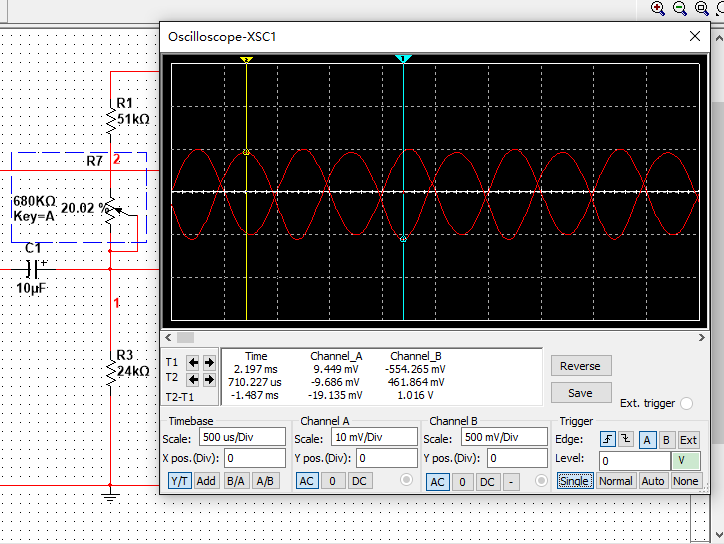 Oscilloscope-XSC1
R1
51kΩ
R7
2
680KΩ
20.02 %
Key=A
C1
+
10µF
1
R3
24kΩ
2
1
T1
T2
T2-T1
Time Channel_A Channel_B
2.197 ms 9.449 mV -554.265 mV
710.227 us -9.686 mV 461.864 mV
-1.487 ms -19.135 mV 1.016 V
Reverse
Save
Ext. trigger
Timebase
Scale: 500 us/Div
X pos.(Div): 0
Y/T Add B/A A/B
Channel A
Scale: 10 mV/Div
Y pos.(Div): 0
AC 0 DC
Channel B
Scale: 500 mV/Div
Y pos.(Div): 0
AC 0 DC -
Trigger
Edge: A B Ext
Level: 0 V
Single Normal Auto None